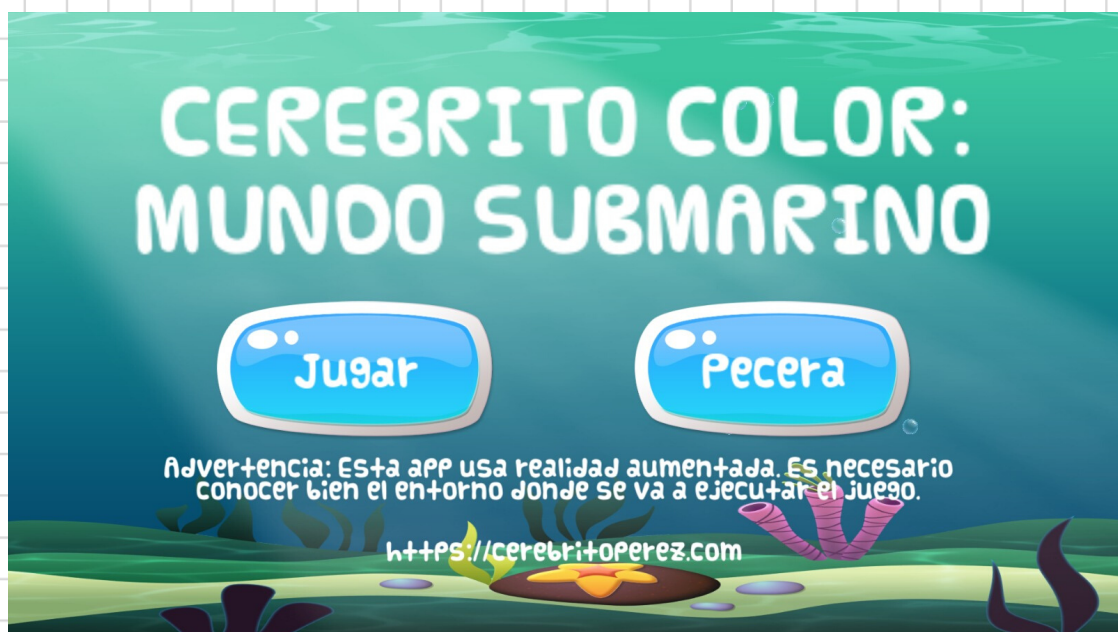 CEREBRITO COLOR:
MUNDO SUBMARINO
Jugar
Pecera
Advertencia: Esta app usa realidad aumentada. Es necesario
conocer bien el entorno donde se va a ejecutar el juego.
https://cerebritoperez.com